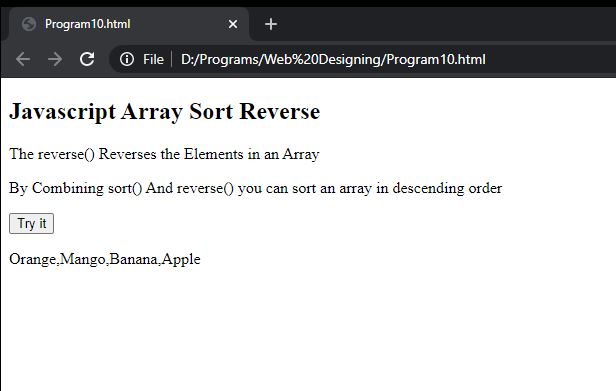 Program10.html
File D:/Programs/Web%20Designing/Program10.html
Javascript Array Sort Reverse
The reverse() Reverses the Elements in an Array
By Combining sort() And reverse() you can sort an array in descending order
Try it
Orange,Mango,Banana,Apple